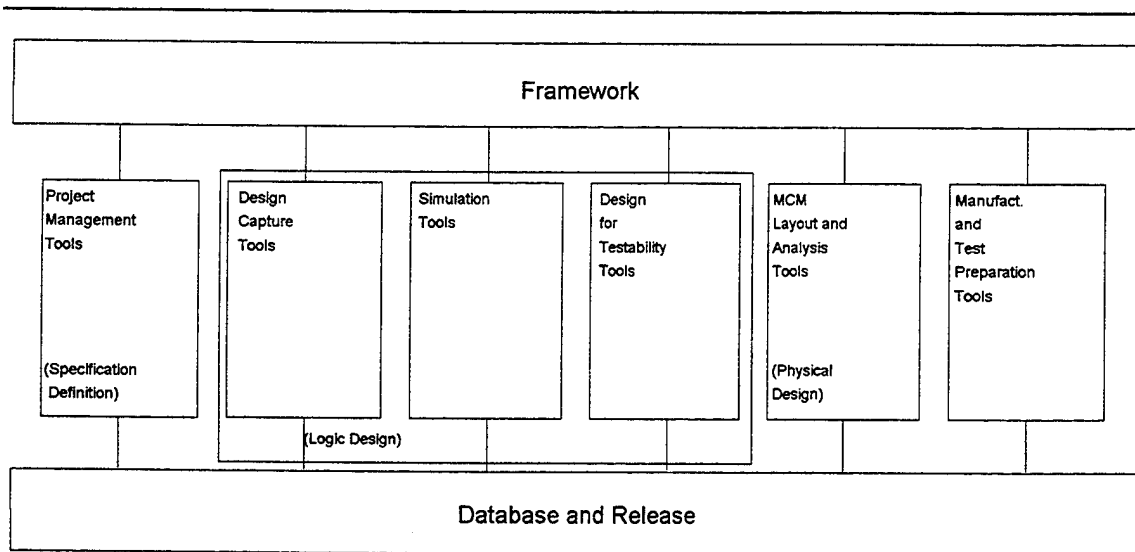 Framework
Project
Management
Tools
(Specification
Definition)
Design
Capture
Tools
Simulation
Tools
Design
for
Testability
Tools
(Logic Design)
MCM
Layout and
Analysis
Tools
(Physical
Design)
Manufact.
and
Test
Preparation
Tools
Database and Release